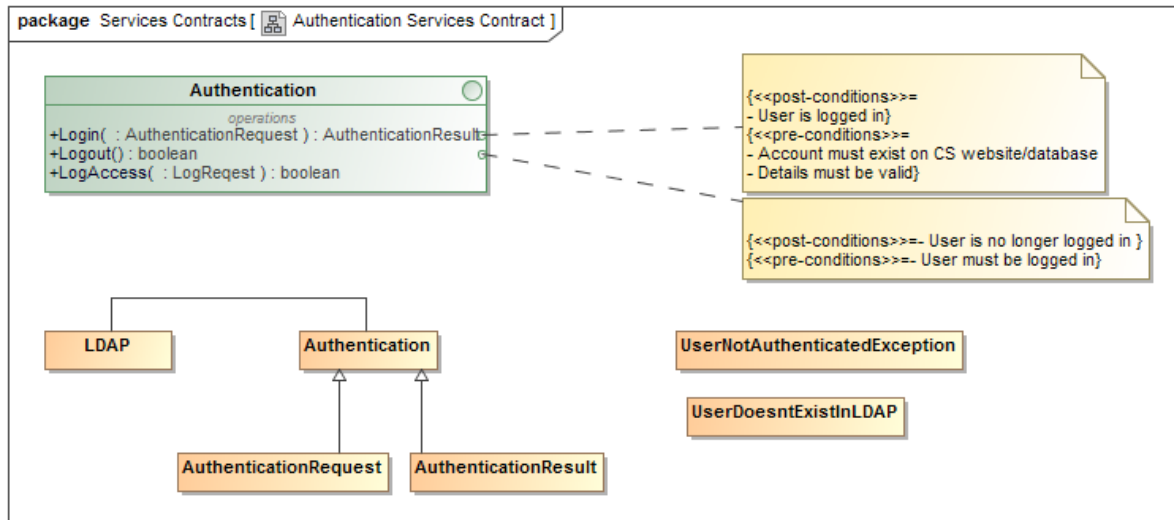 package Services Contracts [ Authentication Services Contract ]
Authentication
operations
+Login( : AuthenticationRequest ) : AuthenticationResult
+Logout() : boolean
+LogAccess( : LogReqest ) : boolean
{<<post-conditions>>=
- User is logged in}
{<<pre-conditions>>=
- Account must exist on CS website/database
- Details must be valid}
{<<post-conditions>>=- User is no longer logged in }
{<<pre-conditions>>=- User must be logged in}
LDAP
Authentication
UserNotAuthenticatedException
UserDoesntExistInLDAP
AuthenticationRequest
AuthenticationResult